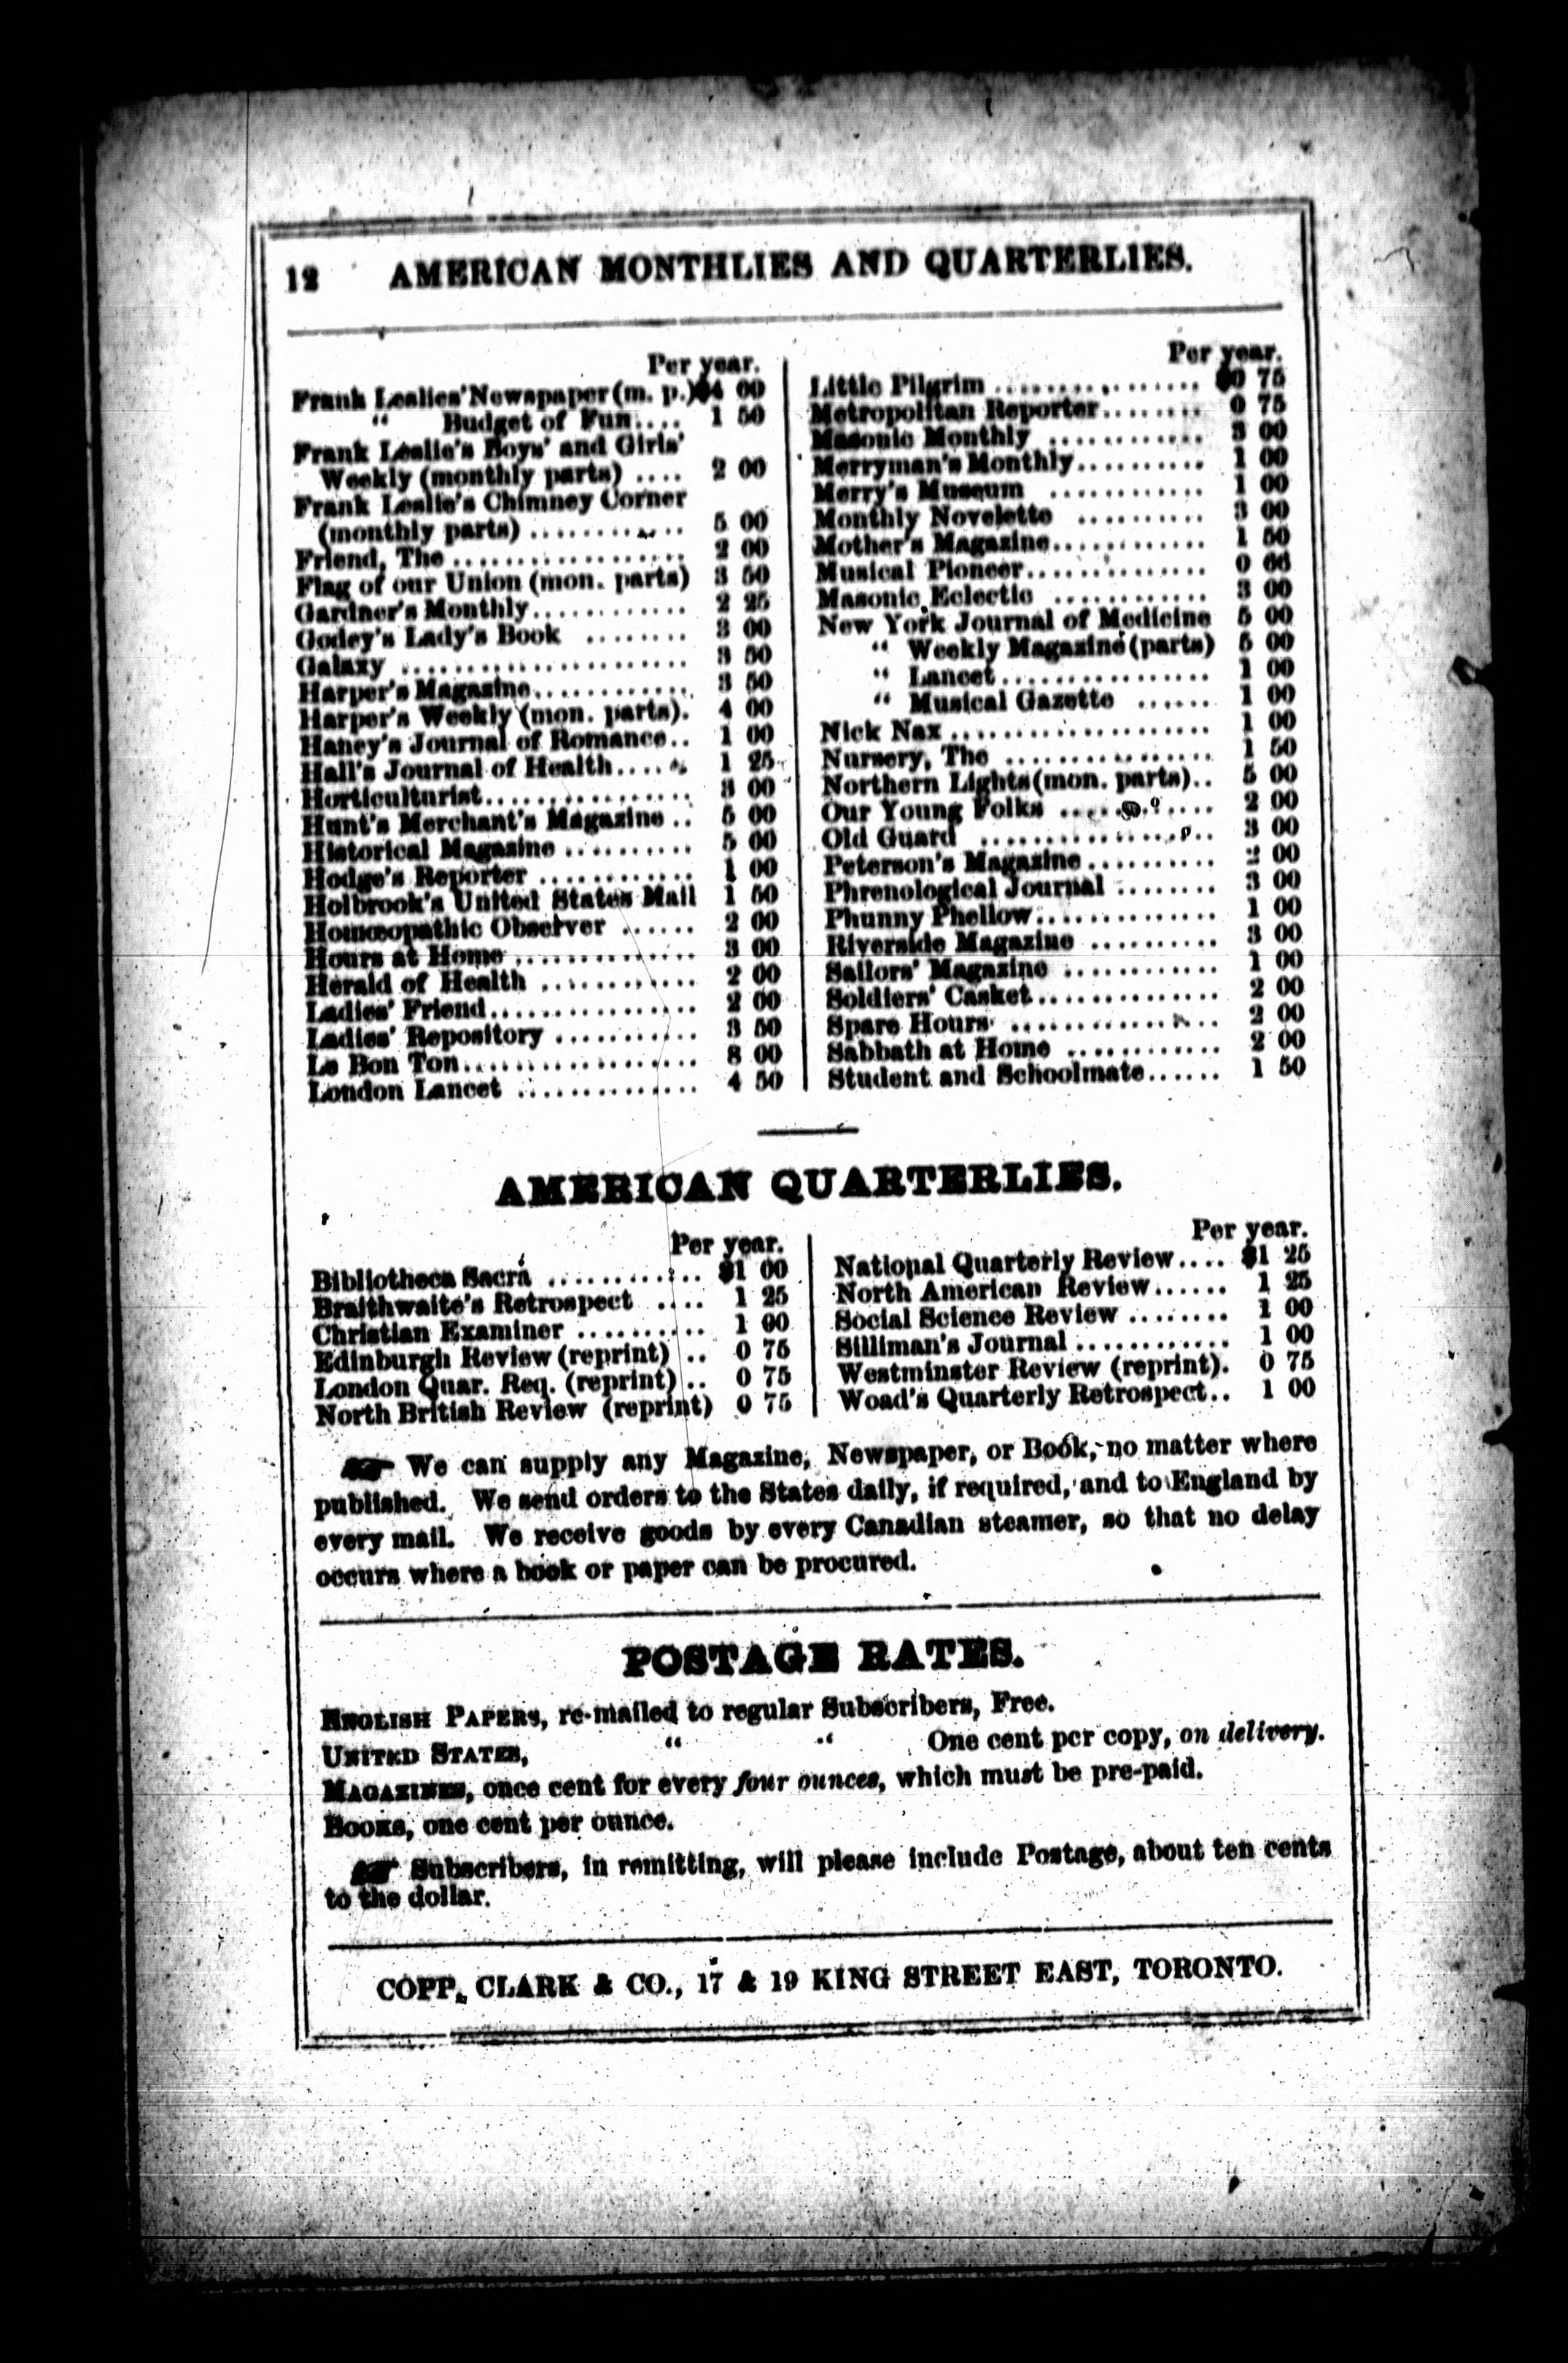 12 AMERICAN MONTHLIES AND QUARTERLIES.
Per year.
Frank Leslies' Newspaper (m. p.) $4 00
" Budget of Fun.... 1 50
Frank Leslie's Boys' and Girls'
Weekly (monthly parts) .... 2 00
Frank Leslie's Chimney Corner
(monthly parts) ............ 5 00
Friend, The.................. 2 00
Flag of our Union (mon. parts) 3 50
Gardner's Monthly............ 2 25
Godey's Lady's Book ........ 3 00
Galaxy ...................... 3 50
Harper's Magazine............ 3 50
Harper's Weekly (mon. parts). 4 00
Haney's Journal of Romance.. 1 00
Hall's Journal of Health...... 1 25
Horticulturist................ 3 00
Hunt's Merchant's Magazine .. 5 00
Historical Magazine .......... 5 00
Hodge's Reporter ............ 1 00
Holbrook's United States Mail 1 50
Homœopathic Observer ...... 2 00
Hours at Home .............. 3 00
Herald of Health ............ 2 00
Ladies' Friend................ 2 00
Ladies' Repository ........... 3 50
Le Bon Ton.................. 8 00
London Lancet .............. 4 50
Per year.
Little Pilgrim ................ $0 75
Metropolitan Reporter........ 0 75
Masonic Monthly ............ 3 00
Merryman's Monthly.......... 1 00
Merry's Museum ............ 1 00
Monthly Novelette .......... 3 00
Mother's Magazine............ 1 50
Musical Pioneer.............. 0 66
Masonic Eclectic ............ 3 00
New York Journal of Medicine 5 00
" Weekly Magazine (parts) 5 00
" Lancet................ 1 00
" Musical Gazette ...... 1 00
Nick Nax .................... 1 00
Nursery, The ................ 1 50
Northern Lights (mon. parts).. 5 00
Our Young Folks ............ 2 00
Old Guard .................. 3 00
Peterson's Magazine.......... 2 00
Phrenological Journal ........ 3 00
Phunny Phellow.............. 1 00
Riverside Magazine .......... 3 00
Sailors' Magazine ............ 1 00
Soldiers' Casket.............. 2 00
Spare Hours ................ 2 00
Sabbath at Home ............ 2 00
Student and Schoolmate...... 1 50
AMERICAN QUARTERLIES.
Per year.
Bibliotheca Sacra ............ $1 00
Braithwaite's Retrospect .... 1 25
Christian Examiner .......... 1 00
Edinburgh Review (reprint) .. 0 75
London Quar. Req. (reprint) .. 0 75
North British Review (reprint) 0 75
Per year.
National Quarterly Review.... $1 25
North American Review...... 1 25
Social Science Review ........ 1 00
Silliman's Journal ............ 1 00
Westminster Review (reprint). 0 75
Woad's Quarterly Retrospect.. 1 00
☛ We can supply any Magazine, Newspaper, or Book, no matter where
published. We send orders to the States daily, if required, and to England by
every mail. We receive goods by every Canadian steamer, so that no delay
occurs where a book or paper can be procured.
POSTAGE RATES.
ENGLISH PAPERS, re-mailed to regular Subscribers, Free.
UNITED STATES, " " One cent per copy, on delivery.
MAGAZINES, once cent for every four ounces, which must be pre-paid.
BOOKS, one cent per ounce.
☛ Subscribers, in remitting, will please include Postage, about ten cents
to the dollar.
COPP, CLARK & CO., 17 & 19 KING STREET EAST, TORONTO.